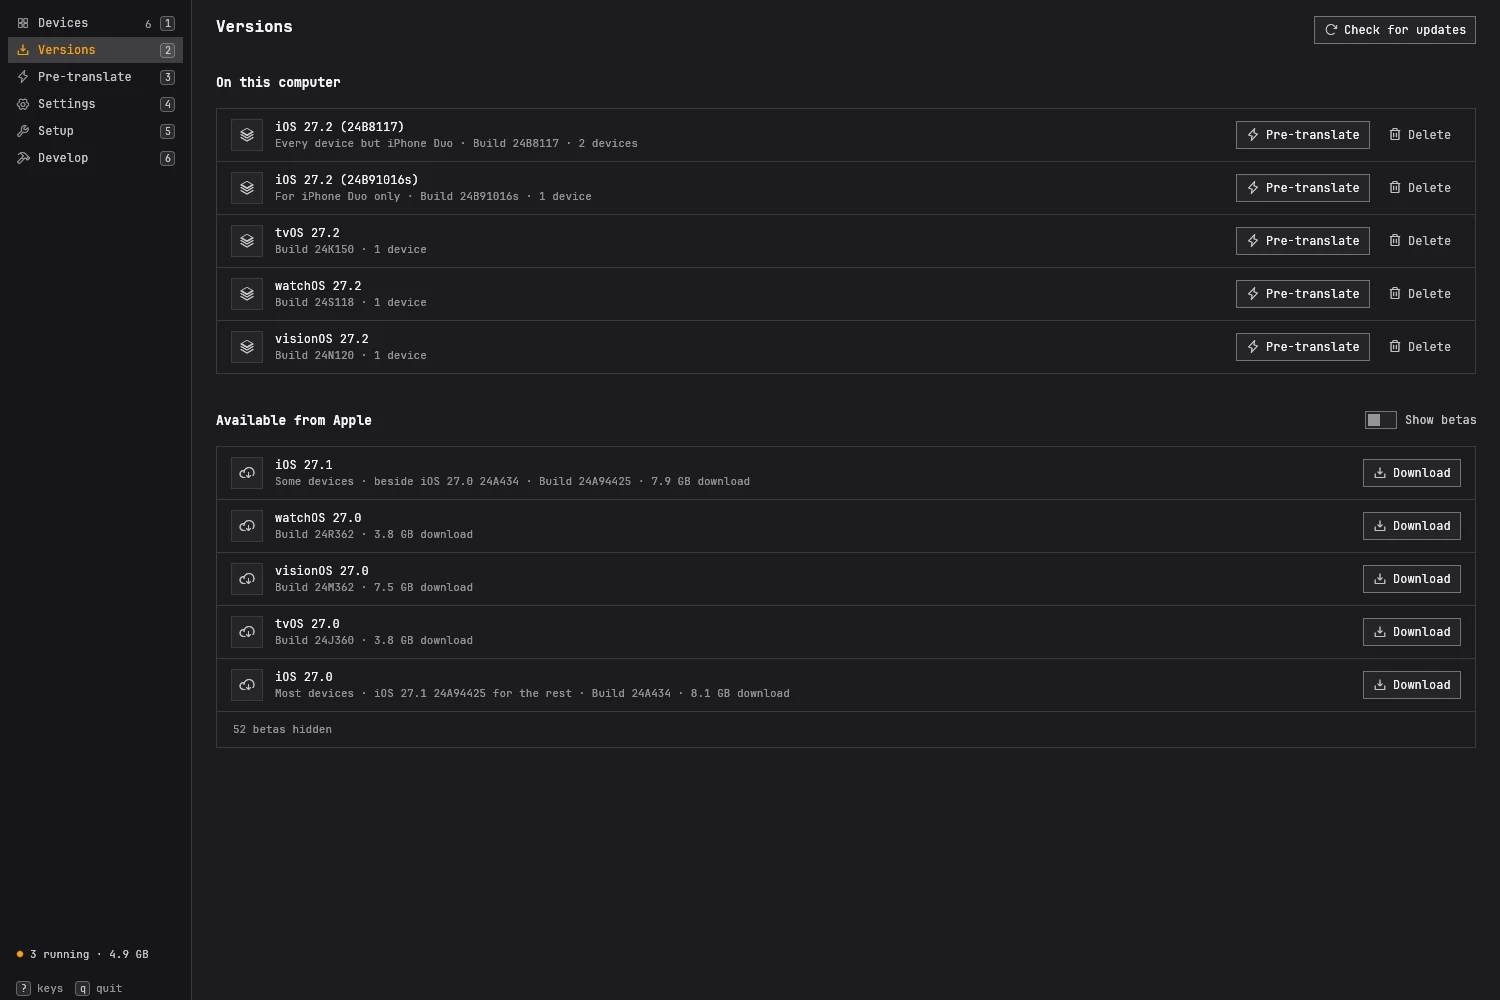 Devices 6 1
Versions 2
Pre-translate 3
Settings 4
Setup 5
Develop 6
3 running · 4.9 GB
? keys q quit
Versions
Check for updates
On this computer
iOS 27.2 (24B8117)
Every device but iPhone Duo · Build 24B8117 · 2 devices
Pre-translate Delete
iOS 27.2 (24B91016s)
For iPhone Duo only · Build 24B91016s · 1 device
Pre-translate Delete
tvOS 27.2
Build 24K150 · 1 device
Pre-translate Delete
watchOS 27.2
Build 24S118 · 1 device
Pre-translate Delete
visionOS 27.2
Build 24N120 · 1 device
Pre-translate Delete
Available from Apple
Show betas
iOS 27.1
Some devices · beside iOS 27.0 24A434 · Build 24A94425 · 7.9 GB download
Download
watchOS 27.0
Build 24R362 · 3.8 GB download
Download
visionOS 27.0
Build 24M362 · 7.5 GB download
Download
tvOS 27.0
Build 24J360 · 3.8 GB download
Download
iOS 27.0
Most devices · iOS 27.1 24A94425 for the rest · Build 24A434 · 8.1 GB download
Download
52 betas hidden